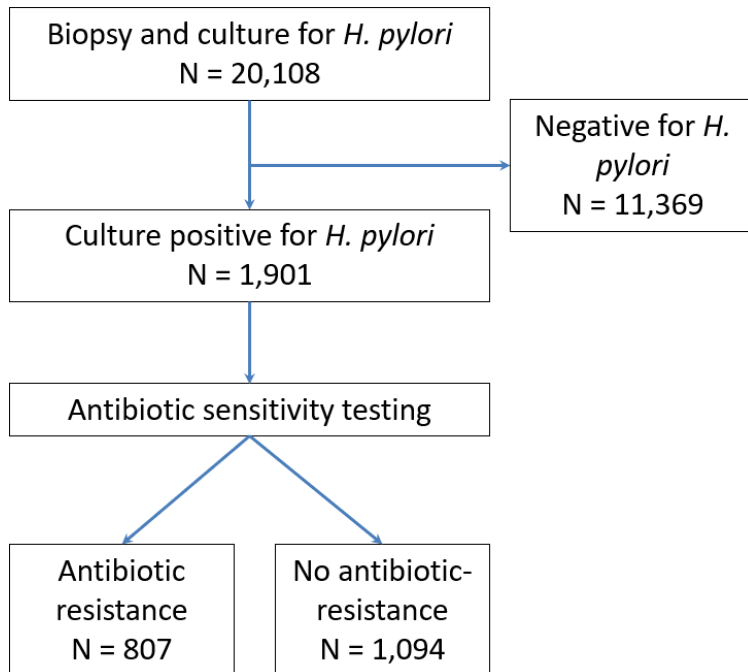 Biopsy and culture for H. pylori
N = 20,108
Negative for H.
pylori
N = 11,369
Culture positive for H. pylori
N = 1,901
Antibiotic sensitivity testing
Antibiotic
resistance
N = 807
No antibiotic-
resistance
N = 1,094